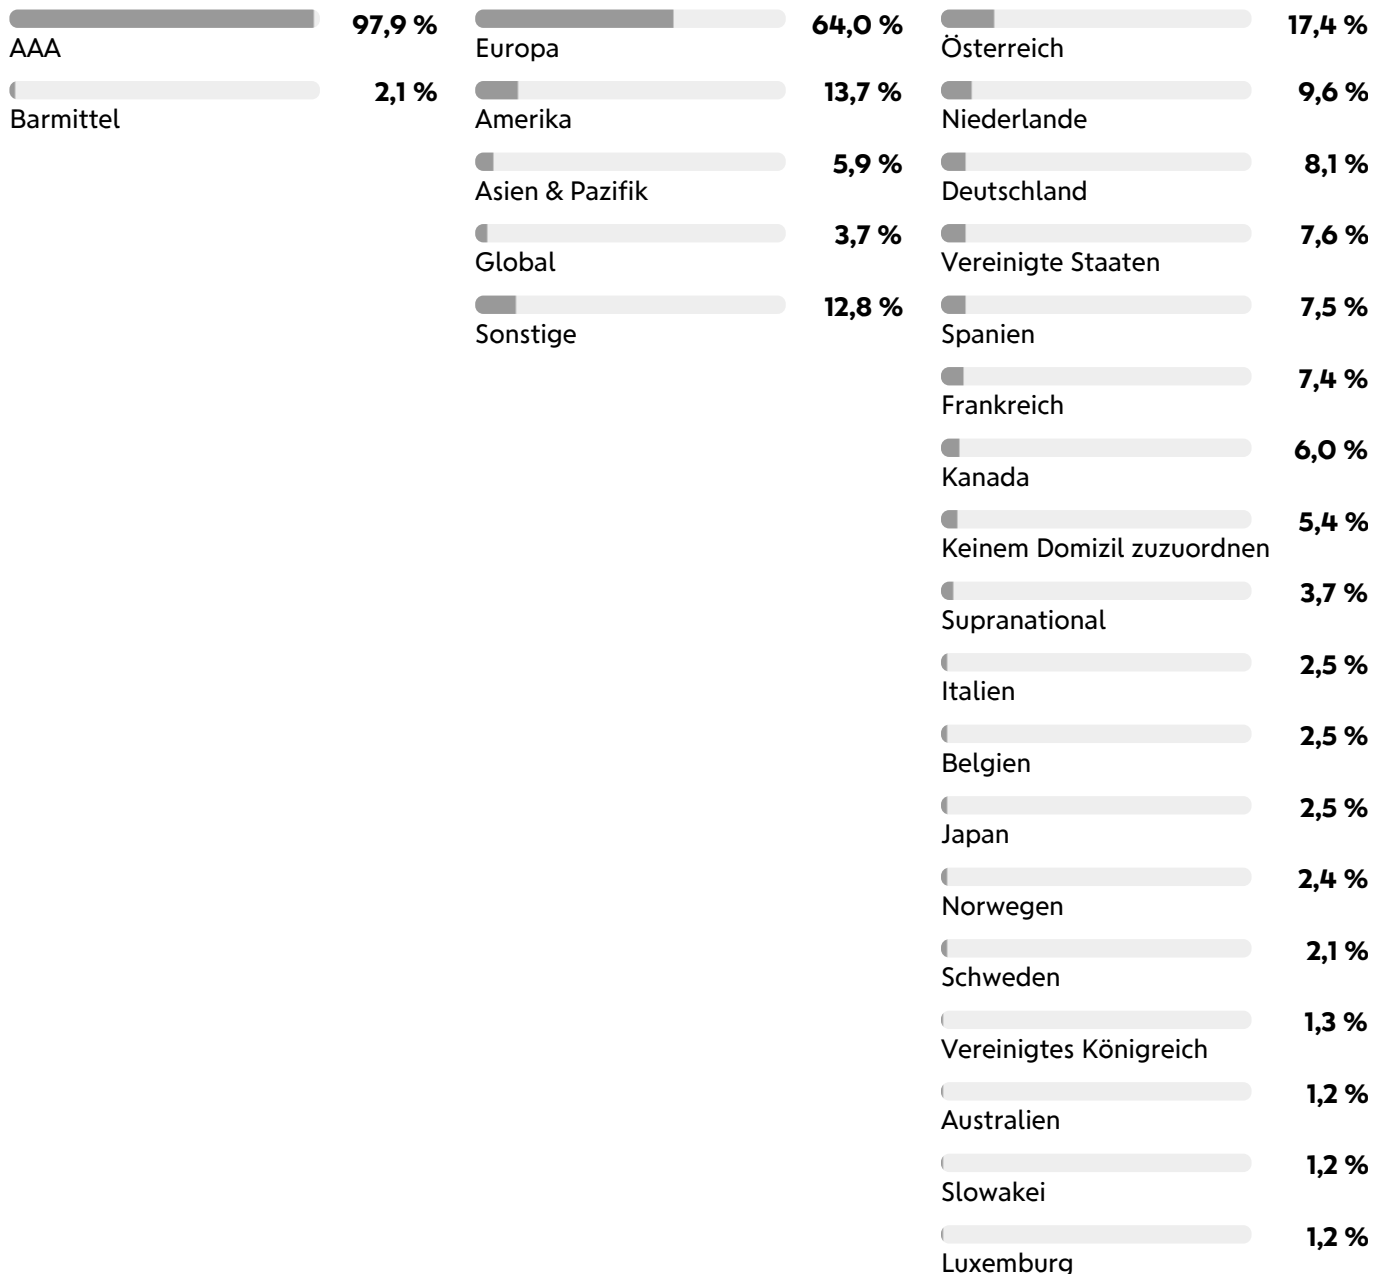 97,9 %
AAA
2,1 %
Barmittel
64,0 %
Europa
13,7 %
Amerika
5,9 %
Asien & Pazifik
3,7 %
Global
12,8 %
Sonstige
17,4 %
Österreich
9,6 %
Niederlande
8,1 %
Deutschland
7,6 %
Vereinigte Staaten
7,5 %
Spanien
7,4 %
Frankreich
6,0 %
Kanada
5,4 %
Keinem Domizil zuzuordnen
3,7 %
Supranational
2,5 %
Italien
2,5 %
Belgien
2,5 %
Japan
2,4 %
Norwegen
2,1 %
Schweden
1,3 %
Vereinigtes Königreich
1,2 %
Australien
1,2 %
Slowakei
1,2 %
Luxemburg